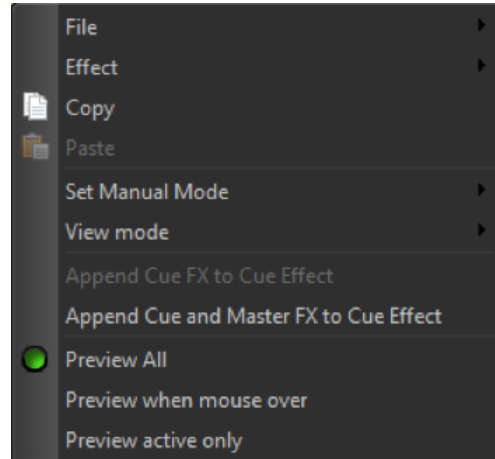 File
Effect
Copy
Paste
Set Manual Mode
View mode
Append Cue FX to Cue Effect
Append Cue and Master FX to Cue Effect
Preview All
Preview when mouse over
Preview active only